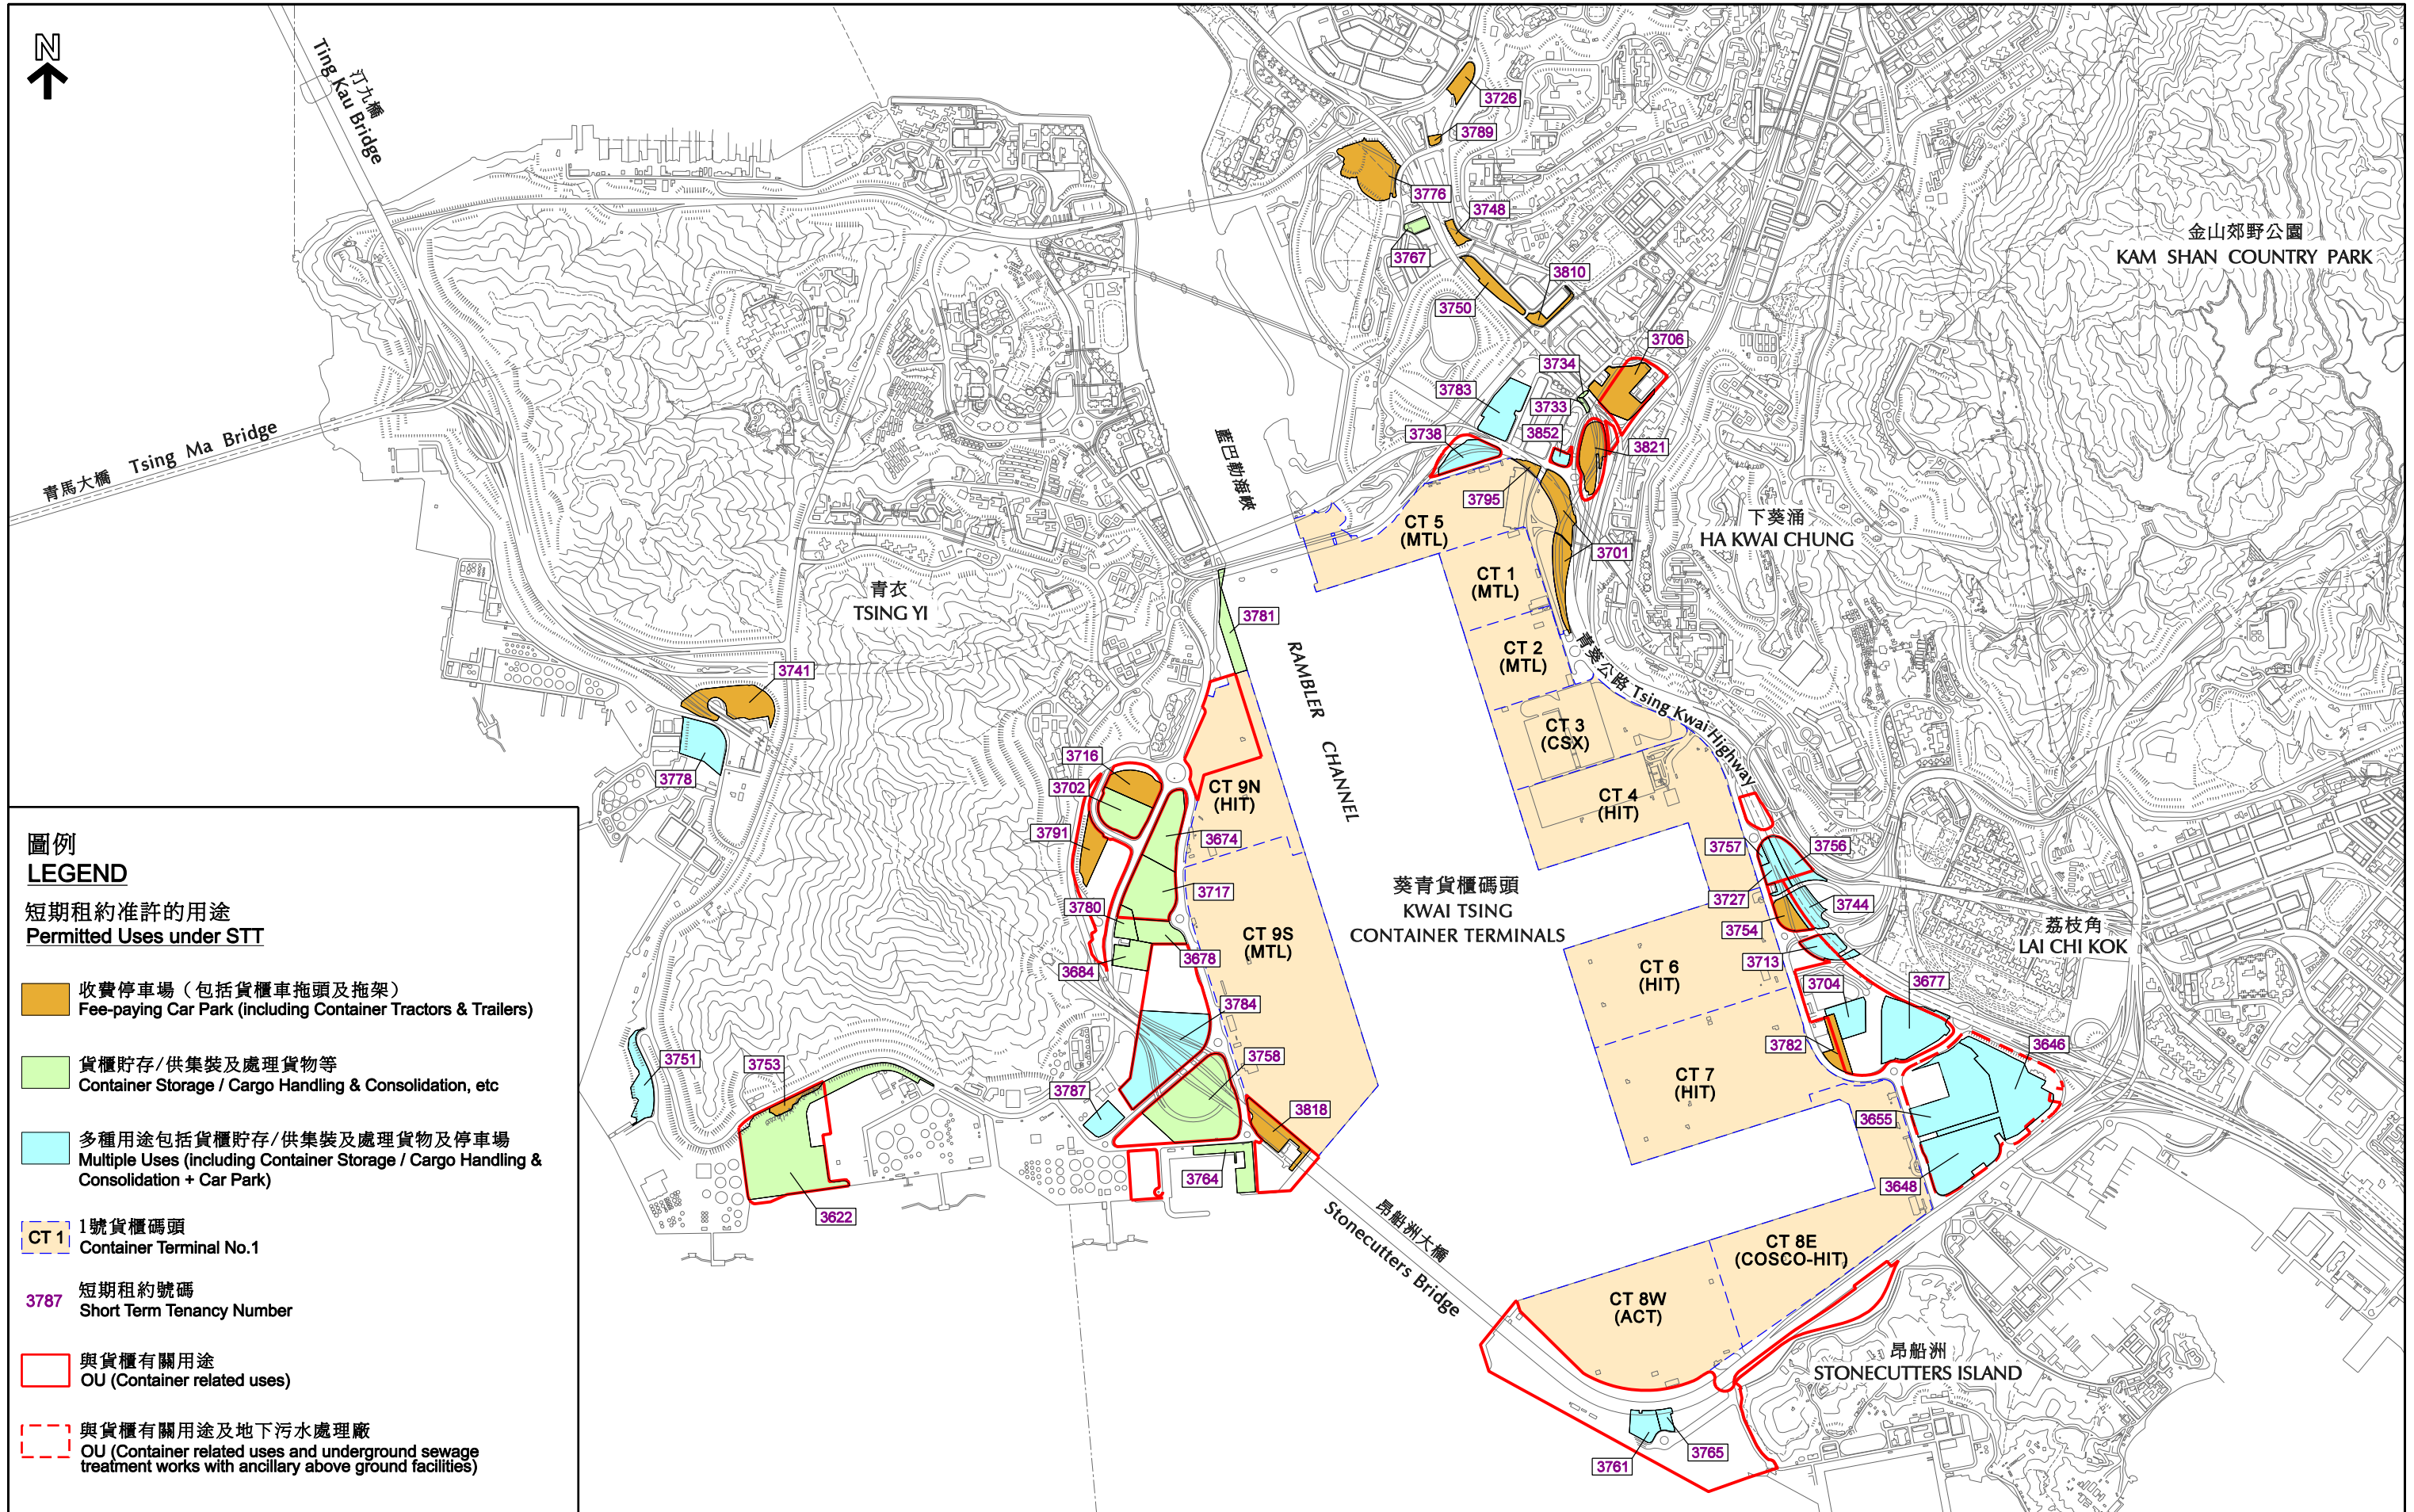 N
汀九橋
Ting Kau Bridge
3726
3789
3776
3748
金山郊野公園
KAM SHAN COUNTRY PARK
3767
3810
3750
3706
3734
3783
3733
3738
3852
3821
青馬大橋 Tsing Ma Bridge
藍巴勒海峽
3795
CT 5
(MTL)
下葵涌
HA KWAI CHUNG
3701
CT 1
(MTL)
青衣
TSING YI
3781
RAMBLER CHANNEL
CT 2
(MTL)
青葵公路 Tsing Kwai Highway
3741
CT 3
(CSX)
3716
3778
3702
CT 9N
(HIT)
CT 4
(HIT)
3791
3674
3757
3756
3717
葵青貨櫃碼頭
KWAI TSING
CONTAINER TERMINALS
3780
3727
3744
CT 9S
(MTL)
3754
荔枝角
LAI CHI KOK
3678
3684
3713
CT 6
(HIT)
3704
3677
3784
3782
3646
3751
3753
3758
CT 7
(HIT)
3787
3818
3655
3764
3648
3622
昂船洲大橋
Stonecutters Bridge
CT 8E
(COSCO-HIT)
CT 8W
(ACT)
昂船洲
STONECUTTERS ISLAND
3765
3761
圖例
LEGEND
短期租約准許的用途
Permitted Uses under STT
收費停車場（包括貨櫃車拖頭及拖架）
Fee-paying Car Park (including Container Tractors & Trailers)
貨櫃貯存/供集裝及處理貨物等
Container Storage / Cargo Handling & Consolidation, etc
多種用途包括貨櫃貯存/供集裝及處理貨物及停車場
Multiple Uses (including Container Storage / Cargo Handling &
Consolidation + Car Park)
CT 1
1號貨櫃碼頭
Container Terminal No.1
3787
短期租約號碼
Short Term Tenancy Number
與貨櫃有關用途
OU (Container related uses)
與貨櫃有關用途及地下污水處理廠
OU (Container related uses and underground sewage
treatment works with ancillary above ground facilities)